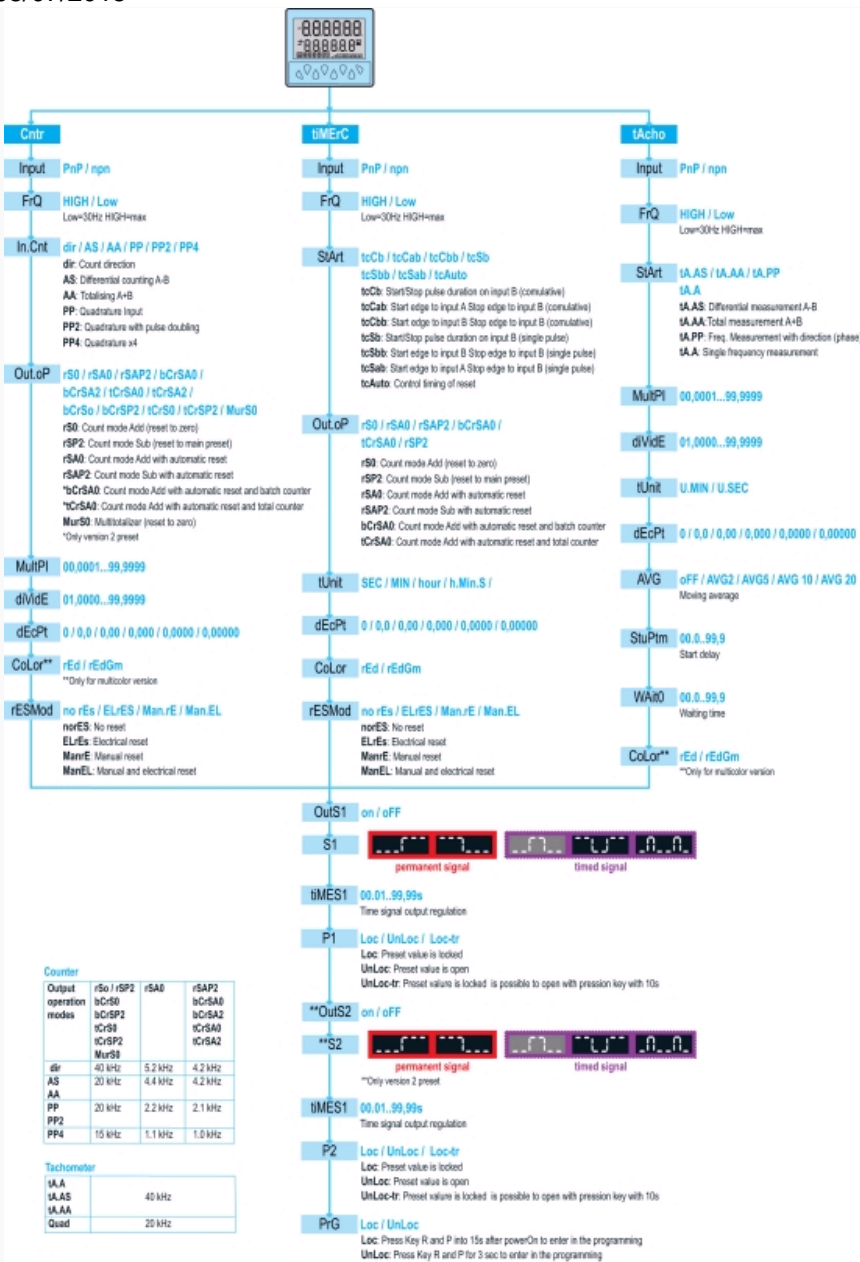 Cntr
Input PnP / npn
FrQ HIGH / Low
Low=30Hz HIGH=max
In.Cnt dir / AS / AA / PP / PP2 / PP4
dir: Count direction
AS: Differential counting A-B
AA: Totalising A+B
PP: Quadrature Input
PP2: Quadrature with pulse doubling
PP4: Quadrature x4
Out.oP rS0 / rSA0 / rSAP2 / bCrSA0 /
bCrSA2 / tCrSA0 / tCrSA2 /
bCrSo / bCrSP2 / tCrS0 / tCrSP2 / MurS0
rS0: Count mode Add (reset to zero)
rSP2: Count mode Sub (reset to main preset)
rSA0: Count mode Add with automatic reset
rSAP2: Count mode Sub with automatic reset
*bCrSA0: Count mode Add with automatic reset and batch counter
*tCrSA0: Count mode Add with automatic reset and total counter
MurS0: Multitotalizer (reset to zero)
*Only version 2 preset
MultPl 00,0001...99,9999
diVidE 01,0000...99,9999
dEcPt 0 / 0,0 / 0,00 / 0,000 / 0,0000 / 0,00000
CoLor** rEd / rEdGrn
**Only for multicolor version
rESMod no rEs / ELrES / Man.rE / Man.EL
norES: No reset
ELrEs: Electrical reset
ManrE: Manual reset
ManEL: Manual and electrical reset
tiMErC
Input PnP / npn
FrQ HIGH / Low
Low=30Hz HIGH=max
StArt tcCb / tcCab / tcCbb / tcSb
tcSbb / tcSab / tcAuto
tcCb: Start/Stop pulse duration on input B (comulative)
tcCab: Start edge to input A Stop edge to input B (comulative)
tcCbb: Start edge to input B Stop edge to input B (comulative)
tcSb: Start/Stop pulse duration on input B (single pulse)
tcSbb: Start edge to input B Stop edge to input B (single pulse)
tcSab: Start edge to input A Stop edge to input B (single pulse)
tcAuto: Control timing of reset
Out.oP rS0 / rSA0 / rSAP2 / bCrSA0 /
tCrSA0 / rSP2
rS0: Count mode Add (reset to zero)
rSP2: Count mode Sub (reset to main preset)
rSA0: Count mode Add with automatic reset
rSAP2: Count mode Sub with automatic reset
bCrSA0: Count mode Add with automatic reset and batch counter
tCrSA0: Count mode Add with automatic reset and total counter
tUnit SEC / MIN / hour / h.Min.S /
dEcPt 0 / 0,0 / 0,00 / 0,000 / 0,0000 / 0,00000
CoLor rEd / rEdGrn
rESMod no rEs / ELrES / Man.rE / Man.EL
norES: No reset
ELrEs: Electrical reset
ManrE: Manual reset
ManEL: Manual and electrical reset
tAcho
Input PnP / npn
FrQ HIGH / Low
Low=30Hz HIGH=max
StArt tA.AS / tA.AA / tA.PP
tA.A
tA.AS: Differential measurement A-B
tA.AA: Total measurement A+B
tA.PP: Freq. Measurement with direction (phase
tA.A: Single frequency measurement
MultPl 00,0001...99,9999
diVidE 01,0000...99,9999
tUnit U.MIN / U.SEC
dEcPt 0 / 0,0 / 0,00 / 0,000 / 0,0000 / 0,00000
AVG oFF / AVG2 / AVG5 / AVG 10 / AVG 20
Moving average
StuPtm 00.0..99,9
Start delay
WAit0 00.0..99,9
Waiting time
CoLor** rEd / rEdGrn
**Only for multicolor version
OutS1 on / oFF
S1
permanent signal timed signal
tiMES1 00.01..99,99s
Time signal output regulation
P1 Loc / UnLoc / Loc-tr
Loc: Preset value is locked
UnLoc: Preset value is open
UnLoc-tr: Preset valure is locked is possible to open with pression key with 10s
**OutS2 on / oFF
**S2
permanent signal timed signal
**Only version 2 preset
tiMES1 00.01..99,99s
Time signal output regulation
P2 Loc / UnLoc / Loc-tr
Loc: Preset value is locked
UnLoc: Preset value is open
UnLoc-tr: Preset valure is locked is possible to open with pression key with 10s
PrG Loc / UnLoc
Loc: Press Key R and P into 15s after powerOn to enter in the programming
UnLoc: Press Key R and P for 3 sec to enter in the programming
Counter
Output rSo / rSP2 rSA0 rSAP2
operation bCrS0 bCrSA0
modes bCrSP2 bCrSA2
tCrS0 tCrSA0
tCrSP2 tCrSA2
MurS0
dir 40 kHz 5.2 kHz 4.2 kHz
AS 20 kHz 4.4 kHz 4.2 kHz
AA
PP 20 kHz 2.2 kHz 2.1 kHz
PP2
PP4 15 kHz 1.1 kHz 1.0 kHz
Tachometer
tA.A
tA.AS 40 kHz
tA.AA
Quad 20 kHz